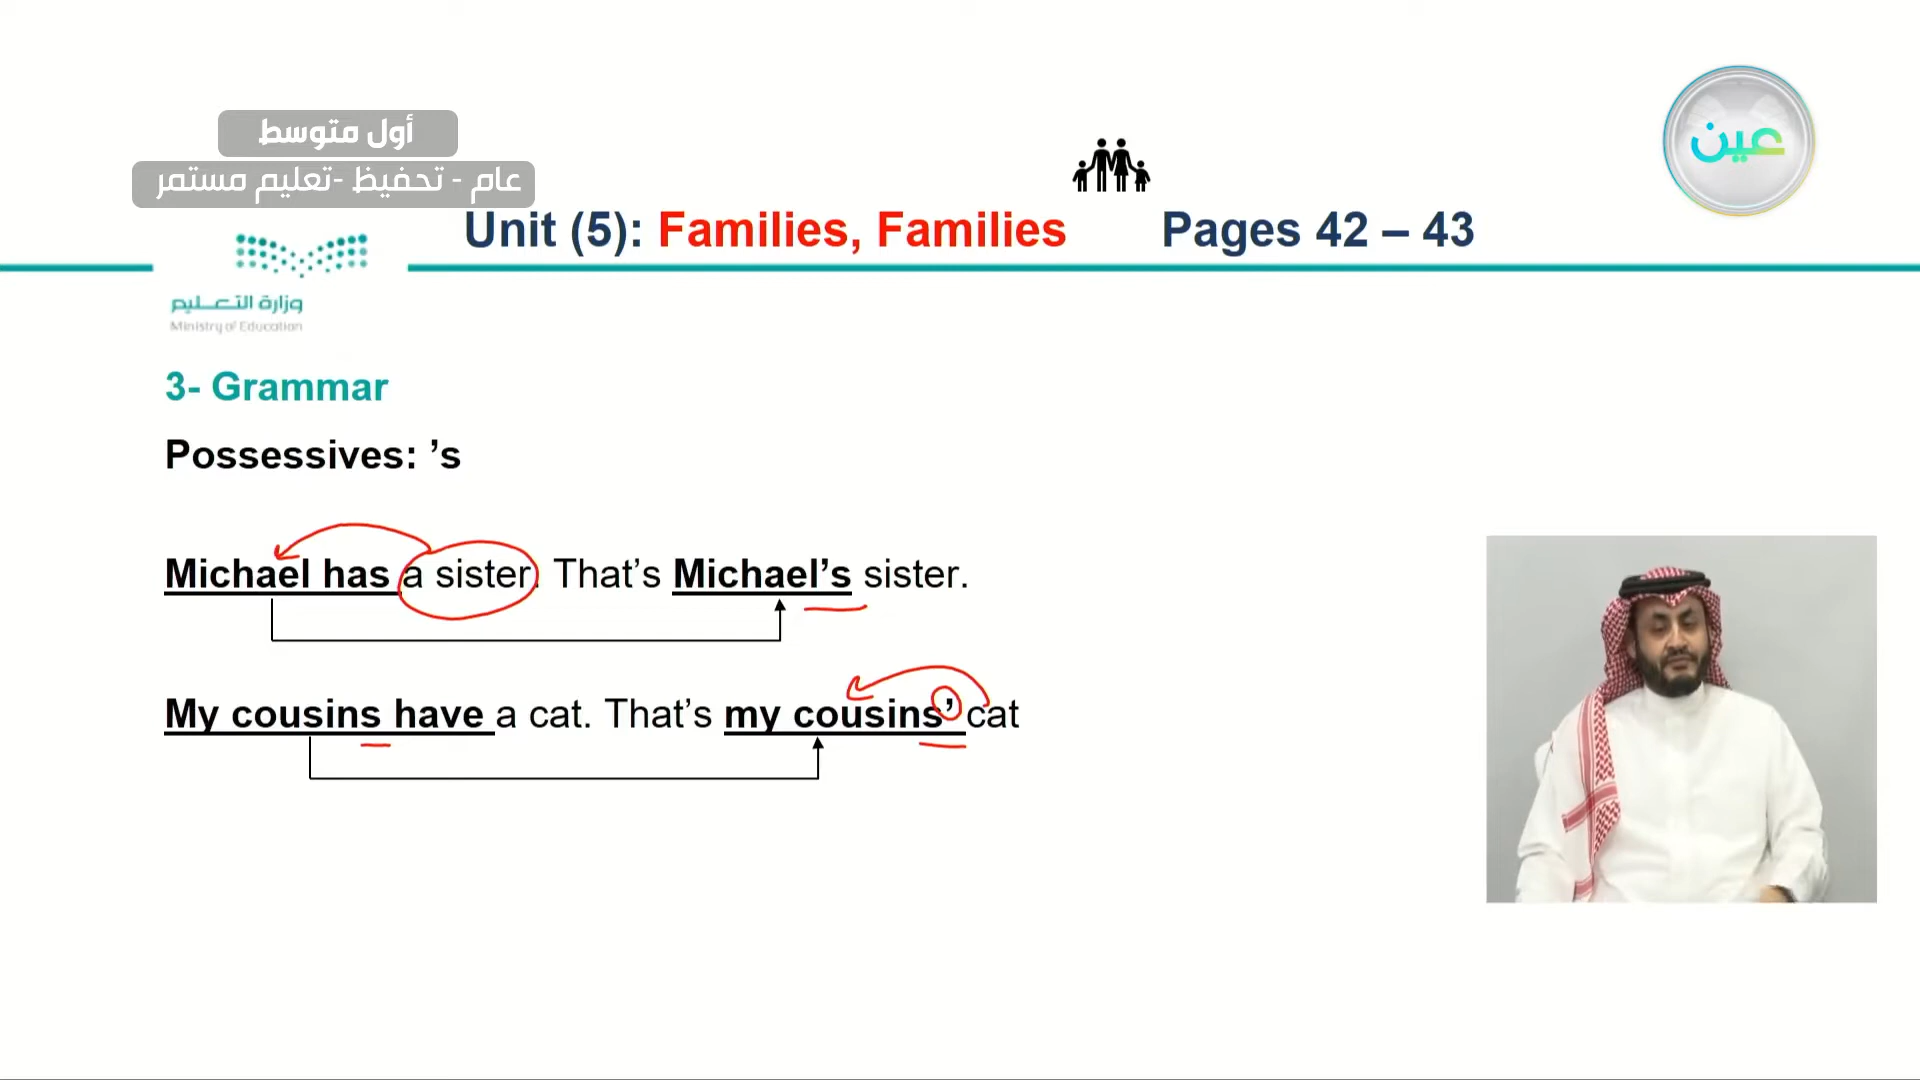 أول متوسط
عام - تحفيظ -تعليم مستمر
عين
Unit (5): Families, Families Pages 42 – 43
وزارة التعـليم
Ministry of Education
3- Grammar
Possessives: ’s
Michael has a sister. That’s Michael’s sister.
My cousins have a cat. That’s my cousins’ cat